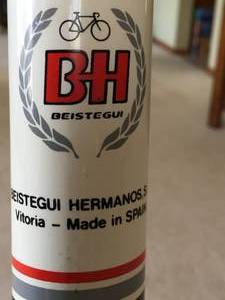 BH
BEISTEGUI
BEISTEGUI HERMANOS, S.
Vitoria - Made in SPAIN